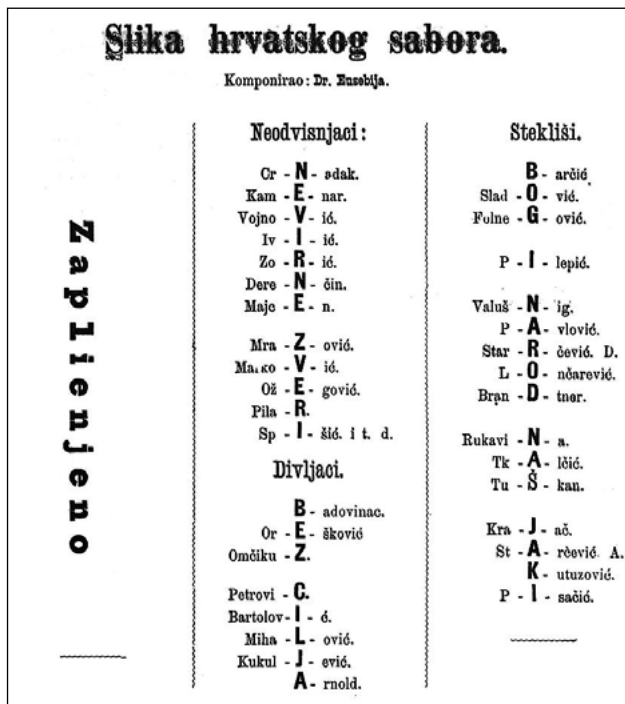 Slika hrvatskog sabora.
Komponirao: Dr. Eusebija.
Zaplienjeno
Neodvisnjaci:
Cr - N - adak.
Kam - E - nar.
Vojno - V - ić.
Iv - I - ić.
Zo - R - ić.
Dere - N - čin.
Maje - E - n.
Mra - Z - ović.
Marko - V - ić.
Ož - E - gović.
Pila - R.
Sp - I - šić. i t. d.
Divljaci.
B - adovinac.
Or - E - šković
Omčiku - Z.
Petrovi - C.
Bartolov - I - ć.
Miha - L - ović.
Kukul - J - ević.
A - rnold.
Stekliši.
B - arčić
Slad - O - vić.
Folne - G - ović.
P - I - lepić.
Valuš - N - ig.
P - A - vlović.
Star - R - čević. D.
L - O - nčarević.
Bran - D - tner.
Rukavi - N - a.
Tk - A - lčić.
Tu - Š - kan.
Kra - J - ač.
St - A - rčević A.
K - utuzović.
P - I - sačić.